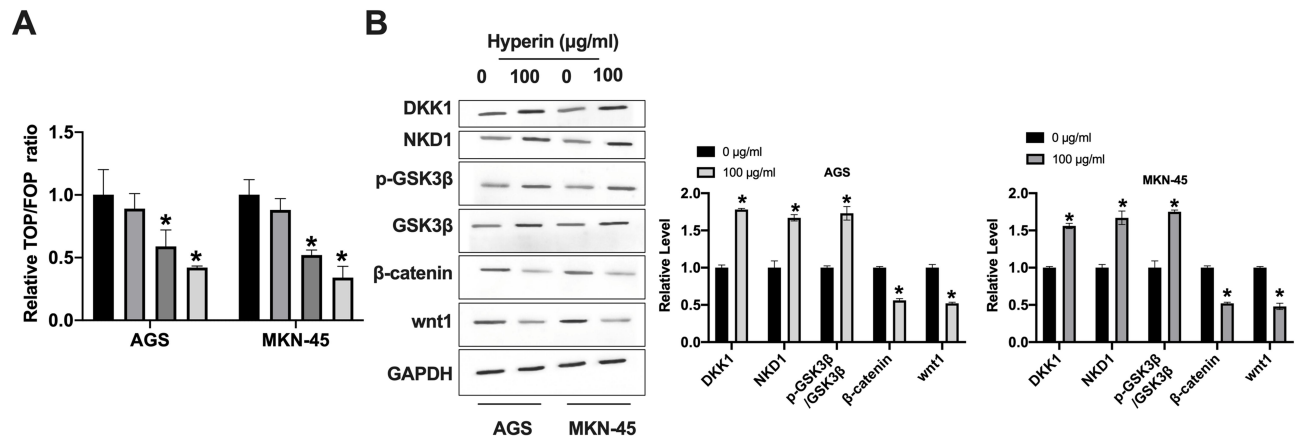 A
Relative TOP/FOP ratio
1.5
1.0
0.5
0.0
* * * *
AGS MKN-45
B
Hyperin (μg/ml)
0 100 0 100
DKK1
NKD1
p-GSK3β
GSK3β
β-catenin
wnt1
GAPDH
AGS MKN-45
0 μg/ml
100 μg/ml
AGS
Relative Level
2.0
1.5
1.0
0.5
0.0
* * * * *
DKK1
NKD1
p-GSK3β
/GSK3β
β-catenin
wnt1
0 μg/ml
100 μg/ml
MKN-45
Relative Level
2.0
1.5
1.0
0.5
0.0
* * * * *
DKK1
NKD1
p-GSK3β
/GSK3β
β-catenin
wnt1